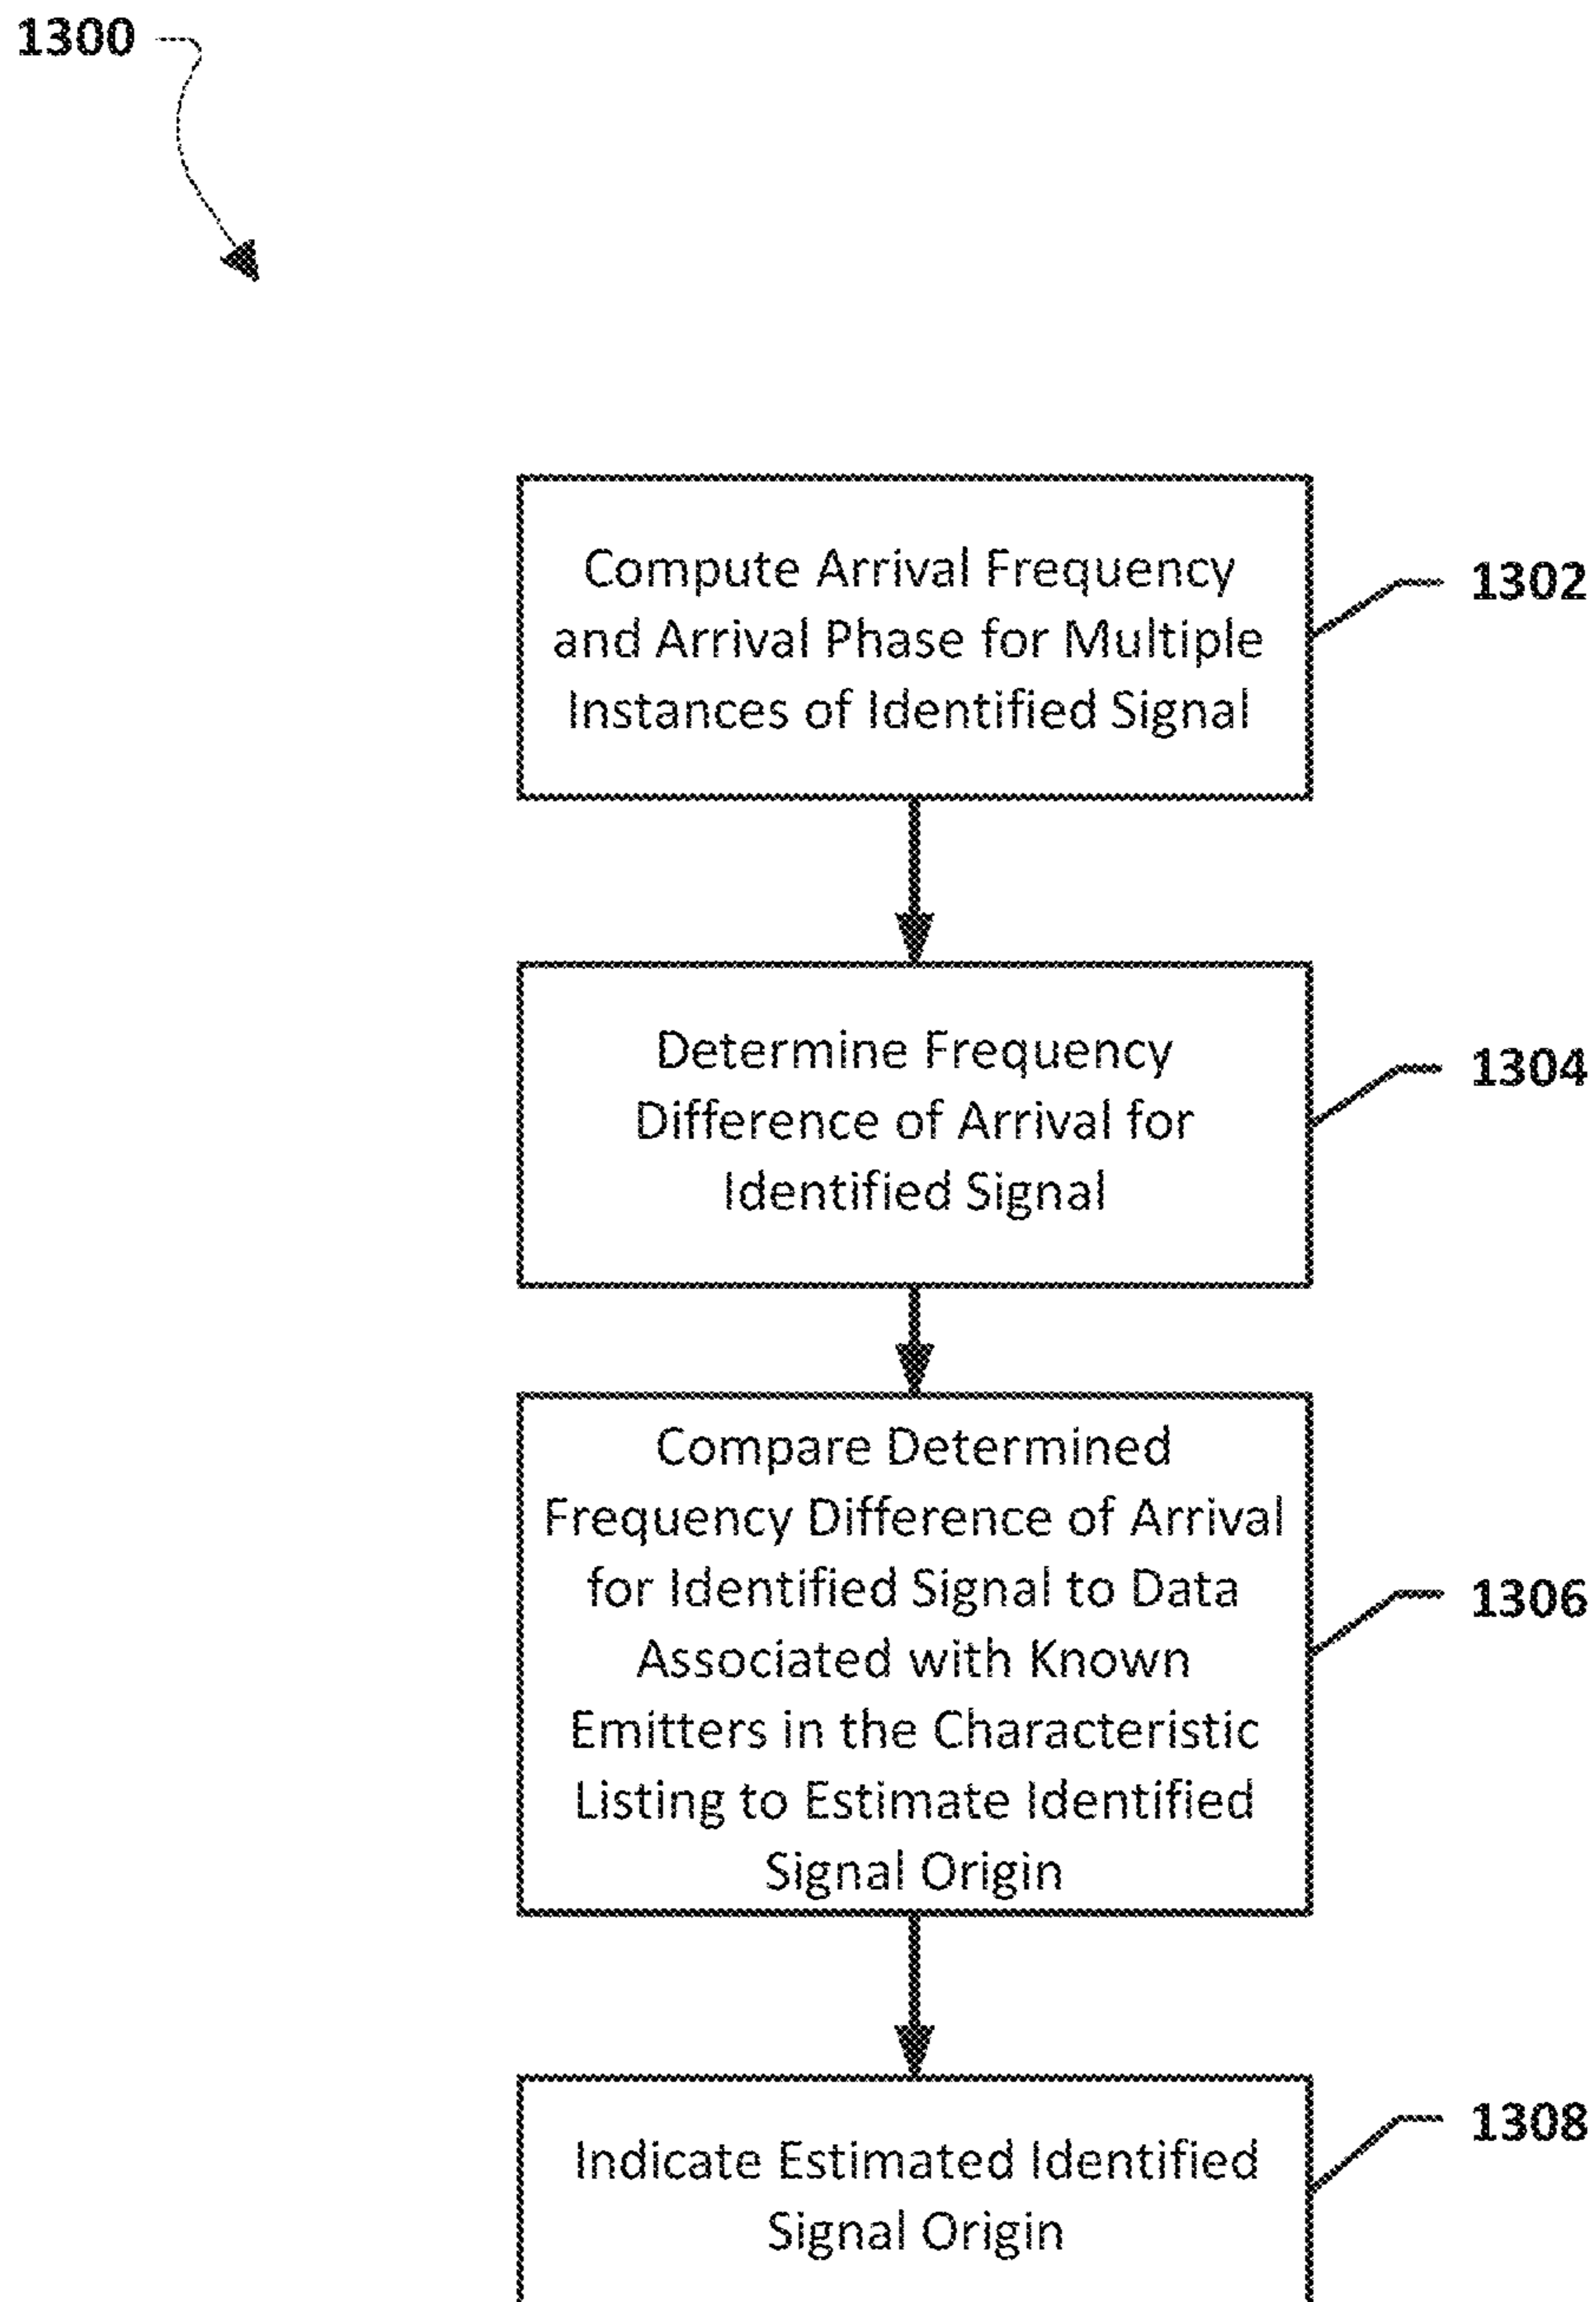 1300
Compute Arrival Frequency
and Arrival Phase for Multiple
Instances of Identified Signal
1302
Determine Frequency
Difference of Arrival for
Identified Signal
1304
Compare Determined
Frequency Difference of Arrival
for Identified Signal to Data
Associated with Known
Emitters in the Characteristic
Listing to Estimate Identified
Signal Origin
1306
Indicate Estimated Identified
Signal Origin
1308